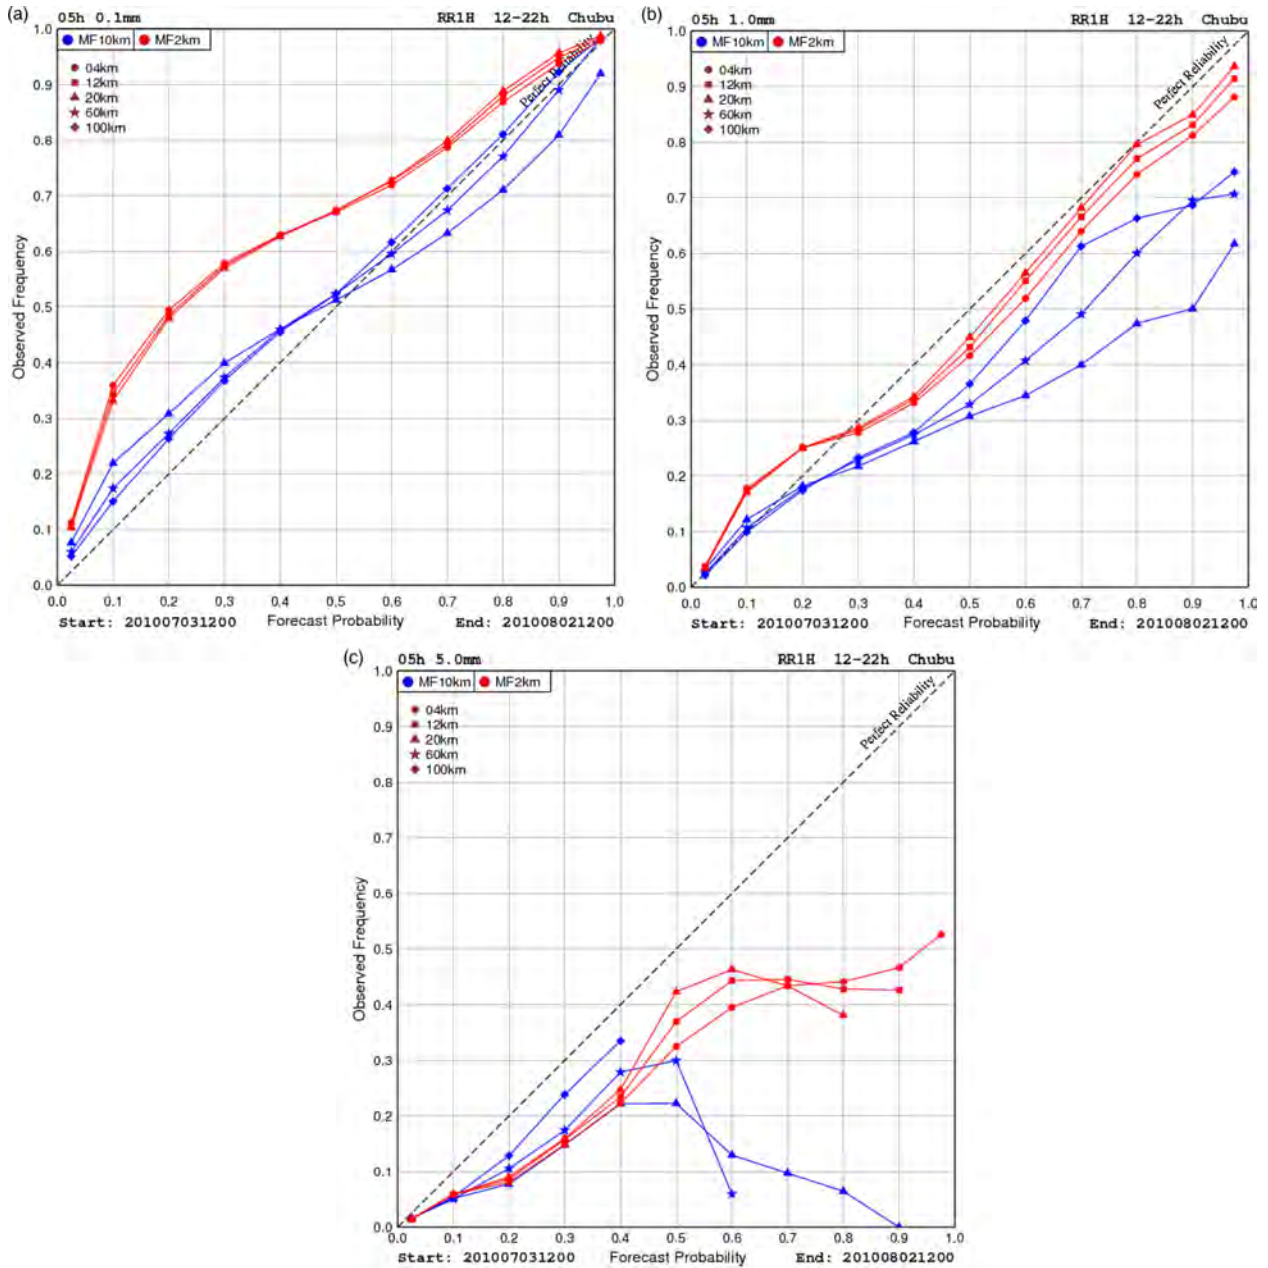 (a)
05h 0.1mm RR1H 12-22h Chubu
MF10km MF2km
04km
12km
20km
60km
100km
Perfect Reliability
Observed Frequency
1.0
0.9
0.8
0.7
0.6
0.5
0.4
0.3
0.2
0.1
0.0
0.0 0.1 0.2 0.3 0.4 0.5 0.6 0.7 0.8 0.9 1.0
Start: 201007031200 Forecast Probability End: 201008021200
(b)
05h 1.0mm RR1H 12-22h Chubu
MF10km MF2km
04km
12km
20km
60km
100km
Perfect Reliability
Observed Frequency
1.0
0.9
0.8
0.7
0.6
0.5
0.4
0.3
0.2
0.1
0.0
0.0 0.1 0.2 0.3 0.4 0.5 0.6 0.7 0.8 0.9 1.0
Start: 201007031200 Forecast Probability End: 201008021200
(c)
05h 5.0mm RR1H 12-22h Chubu
MF10km MF2km
04km
12km
20km
60km
100km
Perfect Reliability
Observed Frequency
1.0
0.9
0.8
0.7
0.6
0.5
0.4
0.3
0.2
0.1
0.0
0.0 0.1 0.2 0.3 0.4 0.5 0.6 0.7 0.8 0.9 1.0
Start: 201007031200 Forecast Probability End: 201008021200